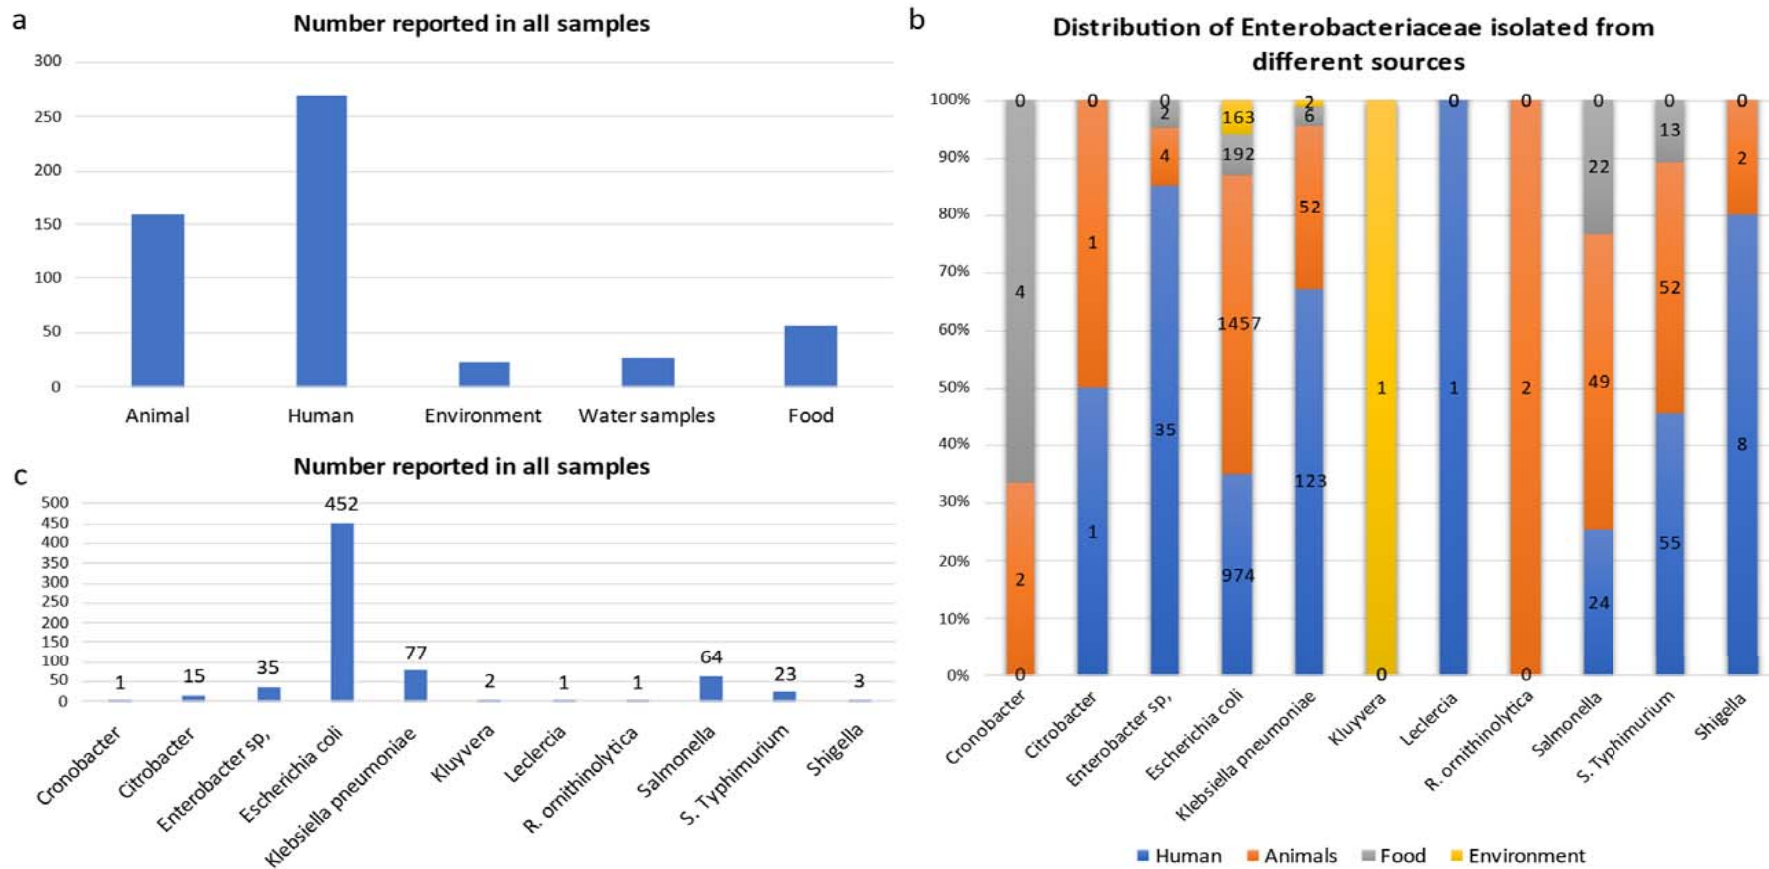 a
Number reported in all samples
300
250
200
150
100
50
0
Animal Human Environment Water samples Food
b
Distribution of Enterobacteriaceae isolated from
different sources
100%
90%
80%
70%
60%
50%
40%
30%
20%
10%
0%
0 4 2 0
0 1 1
0 2 4 35
163 192 1457 974
2 6 52 123
1 0
0 1
0 2 0
0 22 49 24
0 13 52 55
0 2 8
Cronobacter
Citrobacter
Enterobacter sp,
Escherichia coli
Klebsiella pneumoniae
Kluyvera
Leclercia
R. ornithinolytica
Salmonella
S. Typhimurium
Shigella
Human Animals Food Environment
c
Number reported in all samples
500
450
400
350
300
250
200
150
100
50
0
1 15 35 452 77 2 1 1 64 23 3
Cronobacter
Citrobacter
Enterobacter sp,
Escherichia coli
Klebsiella pneumoniae
Kluyvera
Leclercia
R. ornithinolytica
Salmonella
S. Typhimurium
Shigella